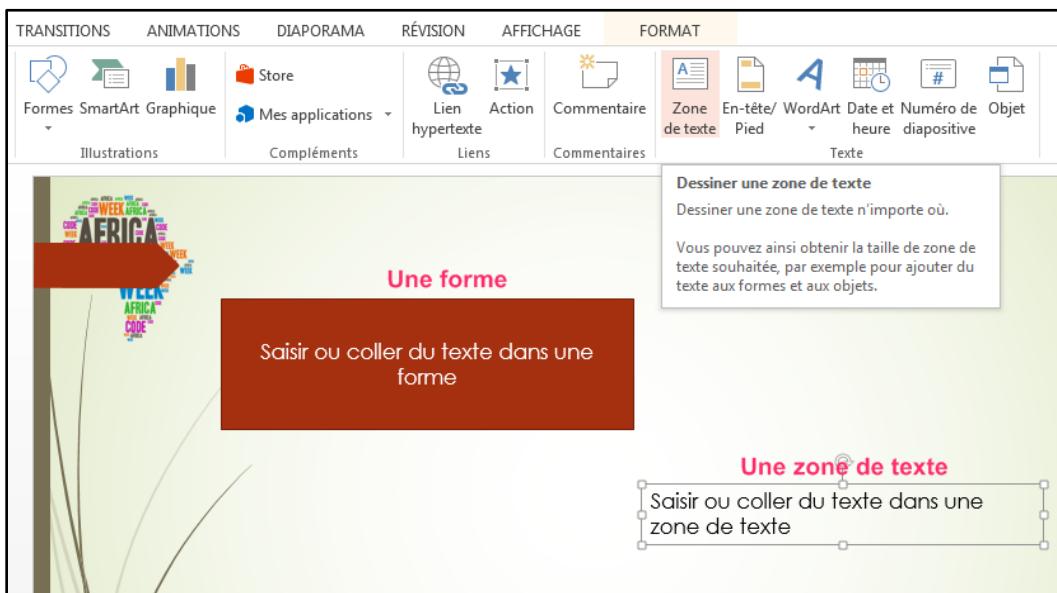 TRANSITIONS ANIMATIONS DIAPORAMA RÉVISION AFFICHAGE FORMAT
Formes SmartArt Graphique
Store
Mes applications
Lien hypertexte
Action
Commentaire
Zone de texte
En-tête/ Pied
WordArt
Date et heure
Numéro de diapositive
Objet
Illustrations Compléments Liens Commentaires Texte
Dessiner une zone de texte
Dessiner une zone de texte n'importe où.
Vous pouvez ainsi obtenir la taille de zone de
texte souhaitée, par exemple pour ajouter du
texte aux formes et aux objets.
WEEK AFRICA
CODE AFRICA
WEEK
WEEK
AFRICA
CODE
Une forme
Saisir ou coller du texte dans une
forme
Une zone de texte
Saisir ou coller du texte dans une
zone de texte